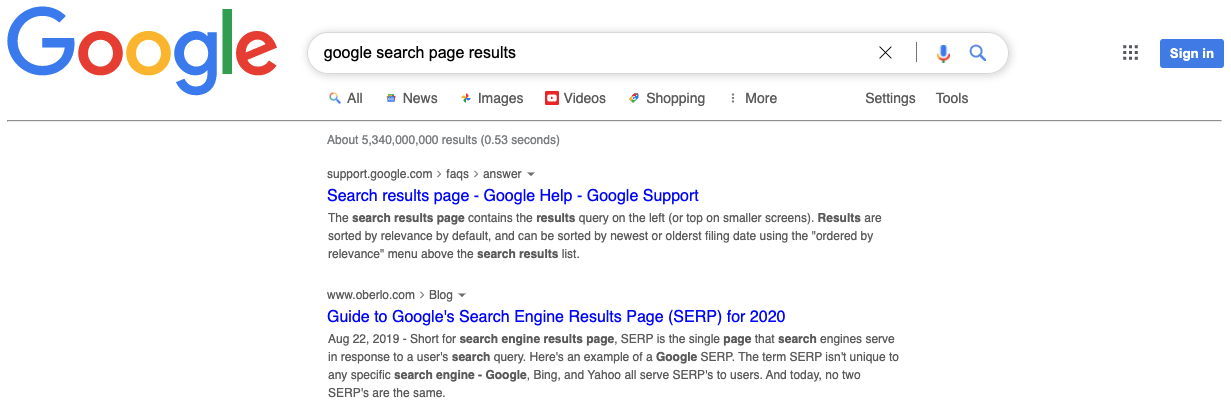 Google
google search page results
Sign in
All News Images Videos Shopping More Settings Tools
About 5,340,000,000 results (0.53 seconds)
support.google.com › faqs › answer
Search results page - Google Help - Google Support
The search results page contains the results query on the left (or top on smaller screens). Results are
sorted by relevance by default, and can be sorted by newest or olderst filing date using the "ordered by
relevance" menu above the search results list.
www.oberlo.com › Blog
Guide to Google's Search Engine Results Page (SERP) for 2020
Aug 22, 2019 - Short for search engine results page, SERP is the single page that search engines serve
in response to a user's search query. Here's an example of a Google SERP. The term SERP isn't unique to
any specific search engine - Google, Bing, and Yahoo all serve SERP's to users. And today, no two
SERP's are the same.